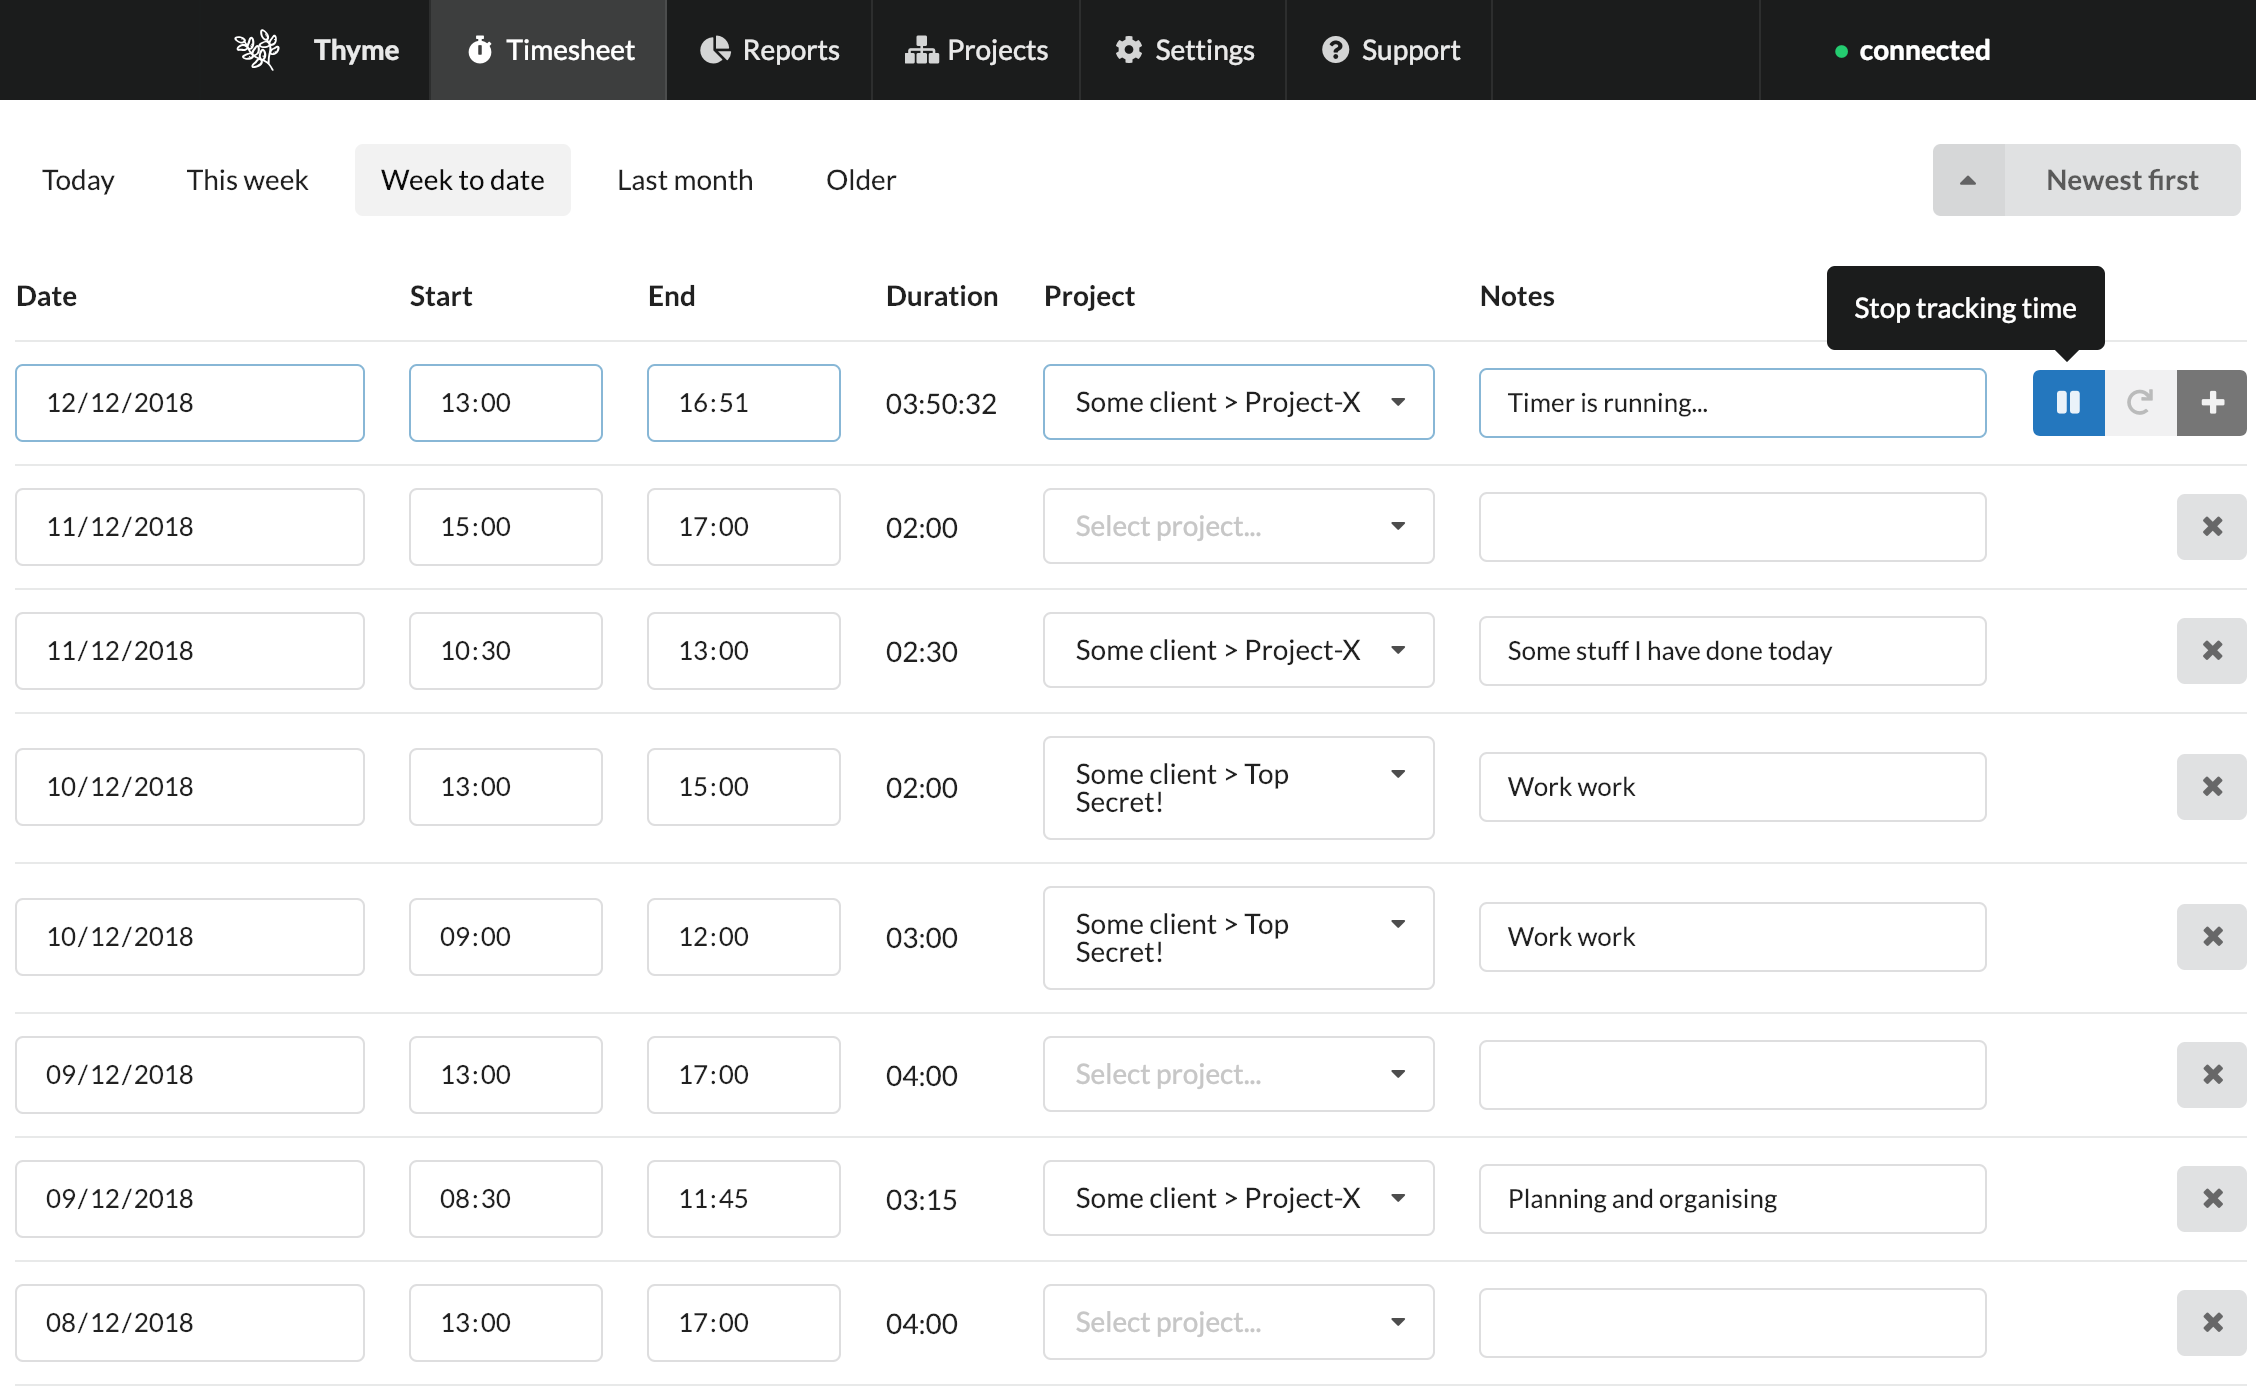 Thyme Timesheet Reports Projects Settings Support connected
Today This week Week to date Last month Older Newest first
Date Start End Duration Project Notes Stop tracking time
12/12/2018 13:00 16:51 03:50:32 Some client > Project-X Timer is running...
11/12/2018 15:00 17:00 02:00 Select project...
11/12/2018 10:30 13:00 02:30 Some client > Project-X Some stuff I have done today
10/12/2018 13:00 15:00 02:00 Some client > Top Work work
Secret!
10/12/2018 09:00 12:00 03:00 Some client > Top Work work
Secret!
09/12/2018 13:00 17:00 04:00 Select project...
09/12/2018 08:30 11:45 03:15 Some client > Project-X Planning and organising
08/12/2018 13:00 17:00 04:00 Select project...